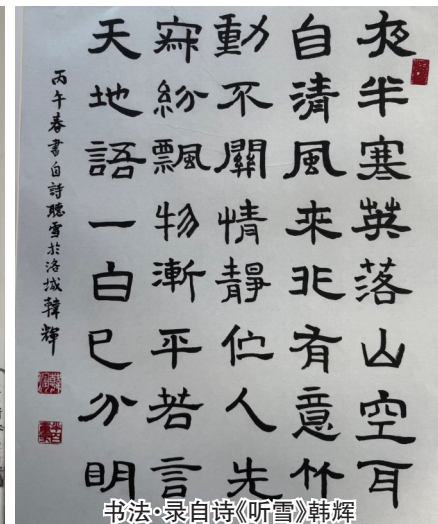 夜半寒英落山空耳
自清風来非有意竹
動不關情靜伫人先
寐紛飄物漸平若言
天地語一白已分明
丙午春書自詩聽雪於洛城韓輝
书法·录自诗《听雪》韩辉